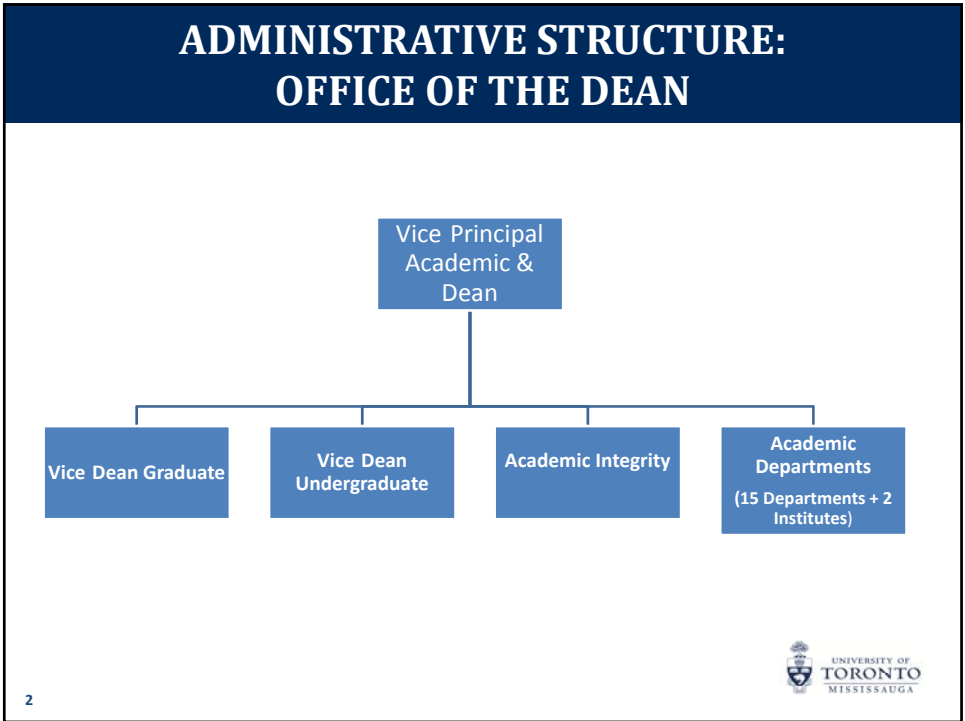 ADMINISTRATIVE STRUCTURE:
OFFICE OF THE DEAN
Vice Principal
Academic &
Dean
Vice Dean Graduate
Vice Dean
Undergraduate
Academic Integrity
Academic
Departments
(15 Departments + 2
Institutes)
UNIVERSITY OF
TORONTO
MISSISSAUGA
2